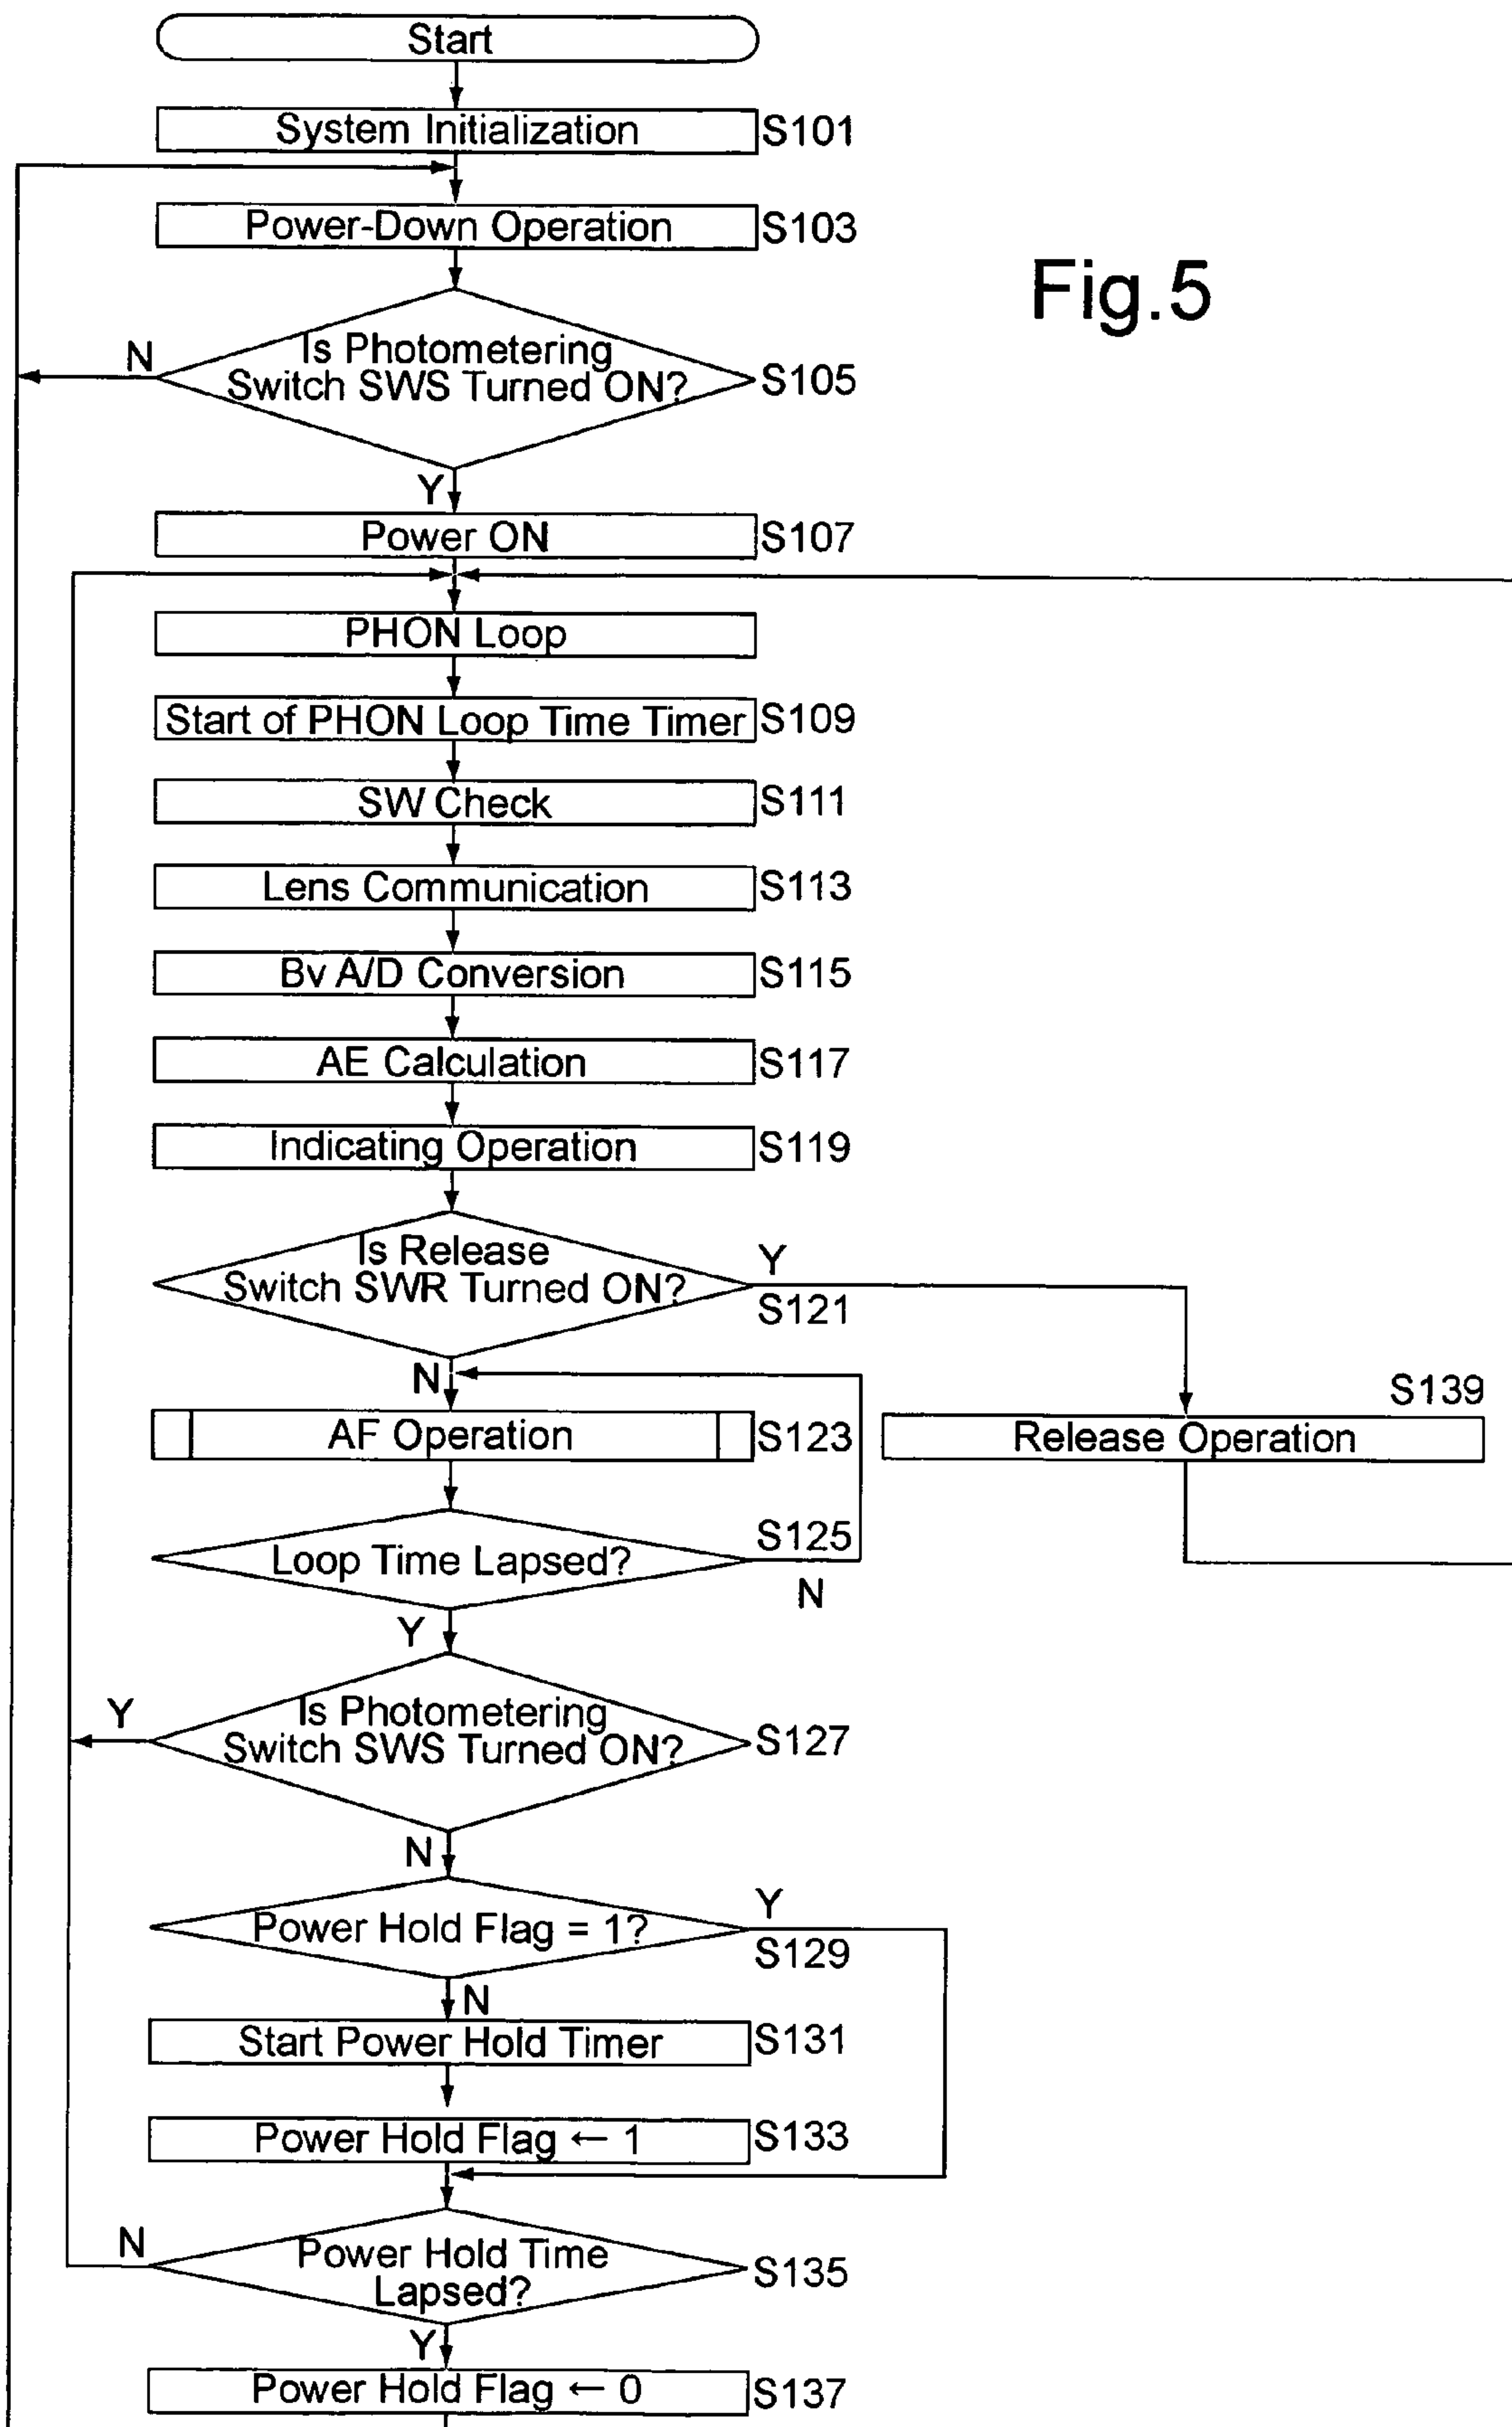 Start
System Initialization S101
Power-Down Operation S103
Fig.5
N
Is Photometering
Switch SWS Turned ON? S105
Y
Power ON S107
PHON Loop
Start of PHON Loop Time Timer S109
SW Check S111
Lens Communication S113
Bv A/D Conversion S115
AE Calculation S117
Indicating Operation S119
Is Release
Switch SWR Turned ON?
Y
S121
N
AF Operation S123
S139
Release Operation
Loop Time Lapsed?
S125
N
Y
Y
Is Photometering
Switch SWS Turned ON? S127
N
Power Hold Flag = 1?
Y
S129
N
Start Power Hold Timer S131
Power Hold Flag ← 1 S133
N
Power Hold Time
Lapsed? S135
Y
Power Hold Flag ← 0 S137